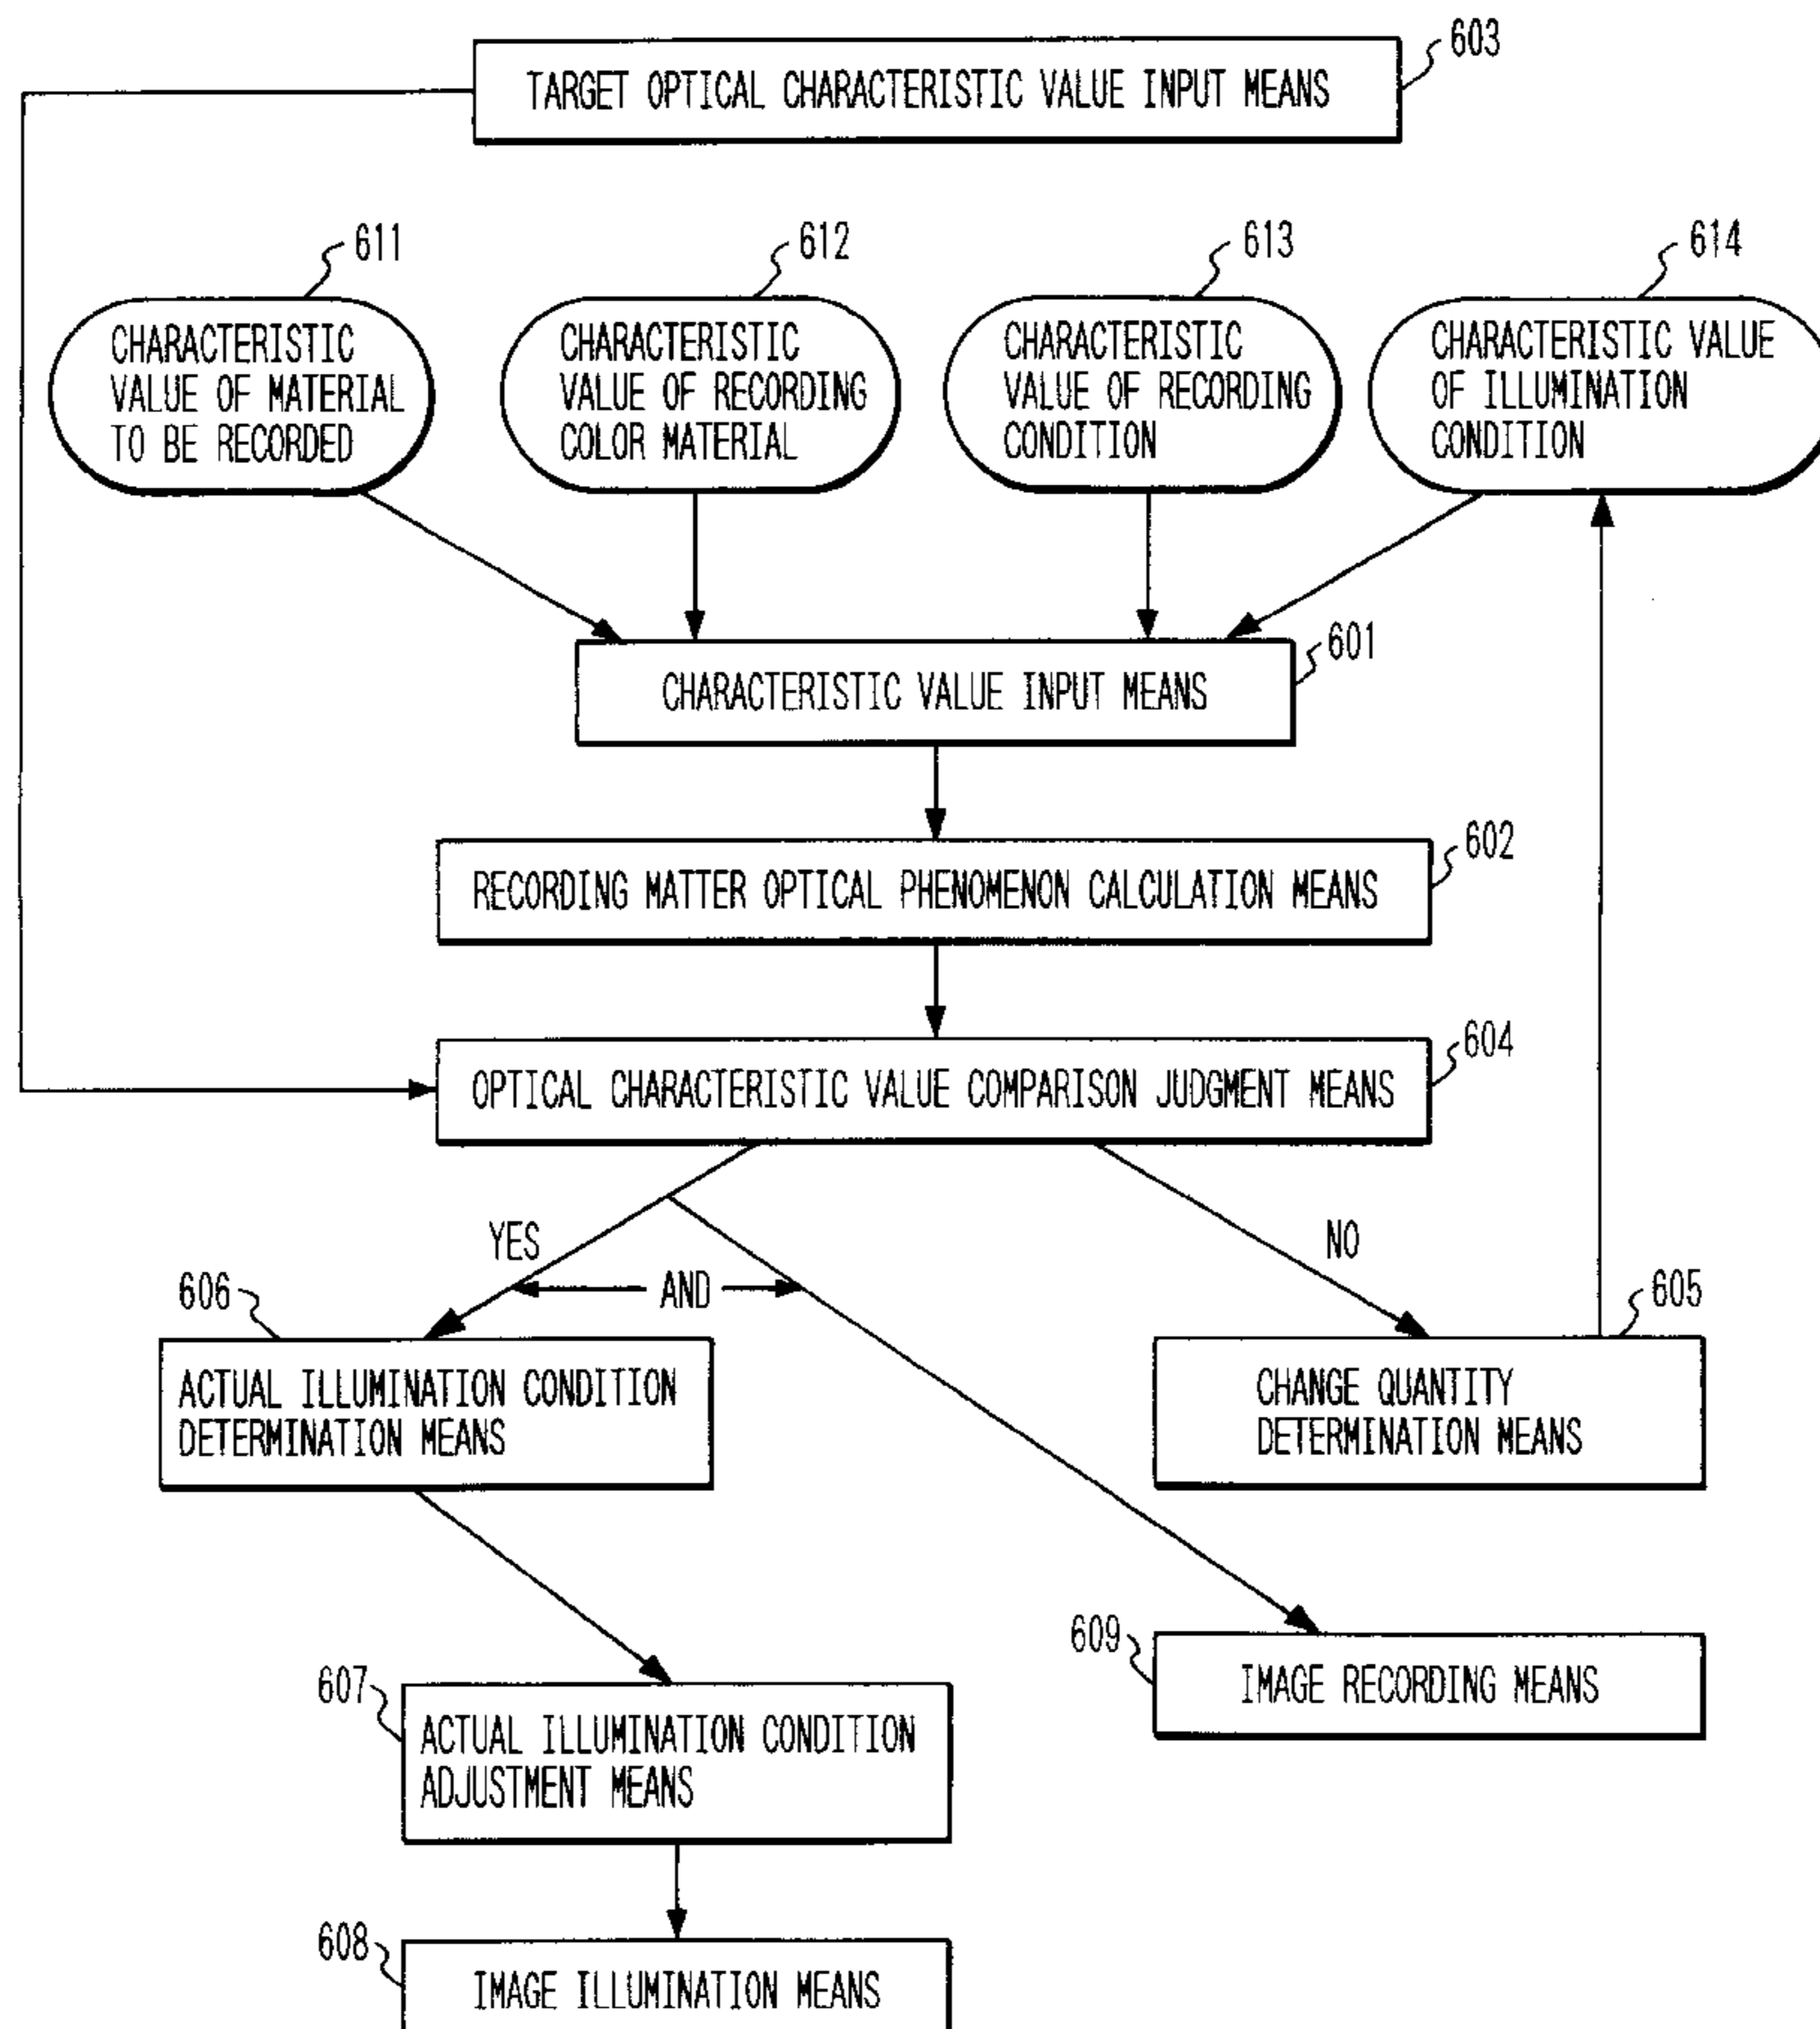 603
TARGET OPTICAL CHARACTERISTIC VALUE INPUT MEANS
611
612
613
614
CHARACTERISTIC
VALUE OF MATERIAL
TO BE RECORDED
CHARACTERISTIC
VALUE OF RECORDING
COLOR MATERIAL
CHARACTERISTIC
VALUE OF RECORDING
CONDITION
CHARACTERISTIC VALUE
OF ILLUMINATION
CONDITION
601
CHARACTERISTIC VALUE INPUT MEANS
602
RECORDING MATTER OPTICAL PHENOMENON CALCULATION MEANS
604
OPTICAL CHARACTERISTIC VALUE COMPARISON JUDGMENT MEANS
YES
NO
AND
606
605
ACTUAL ILLUMINATION CONDITION
DETERMINATION MEANS
CHANGE QUANTITY
DETERMINATION MEANS
609
IMAGE RECORDING MEANS
607
ACTUAL ILLUMINATION CONDITION
ADJUSTMENT MEANS
608
IMAGE ILLUMINATION MEANS